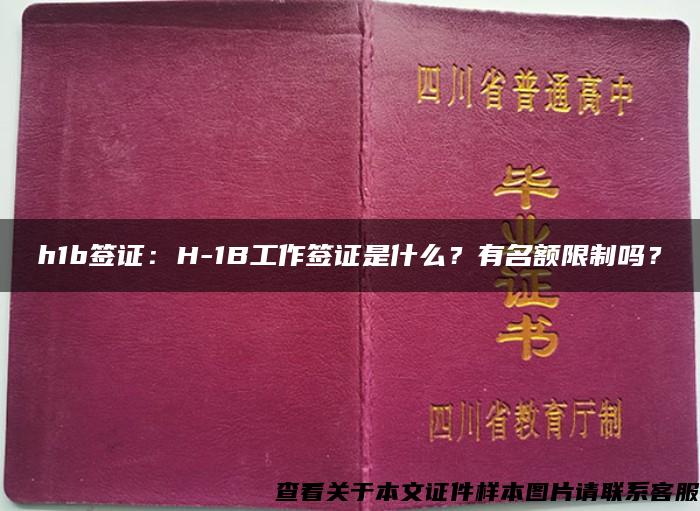 四川省普通高中
毕业证书
h1b签证：H-1B工作签证是什么？有名额限制吗？
四川省教育厅制
查看关于本文证件样本图片请联系客服